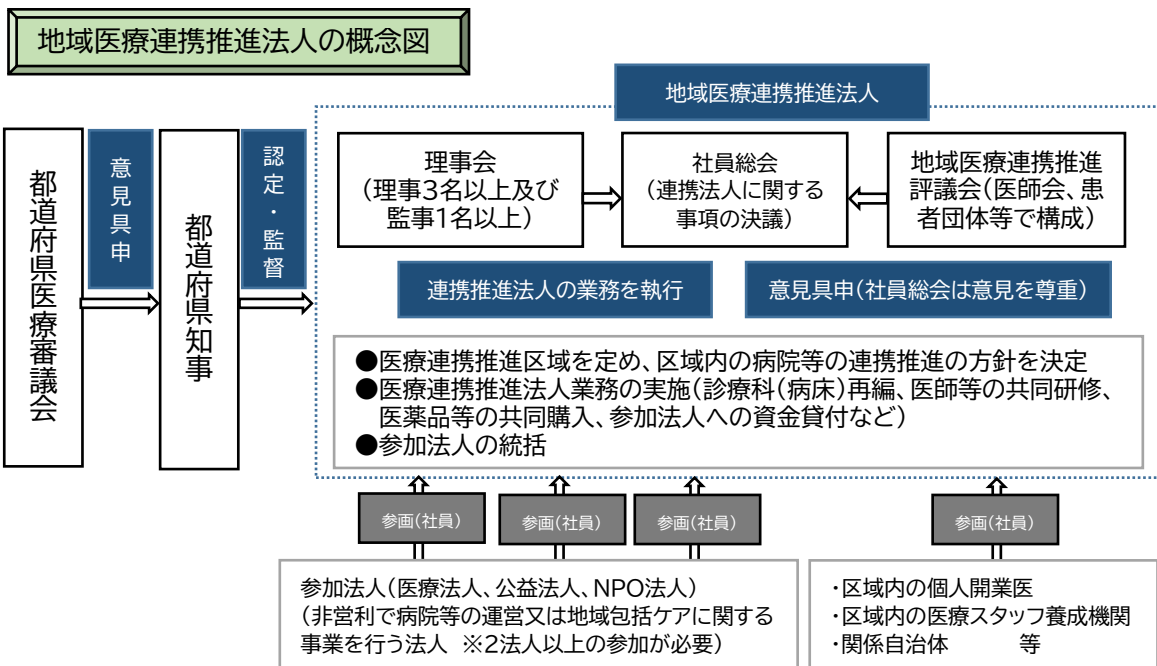 地域医療連携推進法人の概念図
地域医療連携推進法人
都道府県医療審議会
意見具申
都道府県知事
認定・監督
理事会
(理事3名以上及び
監事1名以上)
社員総会
(連携法人に関する
事項の決議)
地域医療連携推進
評議会(医師会、患
者団体等で構成)
連携推進法人の業務を執行
意見具申(社員総会は意見を尊重)
●医療連携推進区域を定め、区域内の病院等の連携推進の方針を決定
●医療連携推進法人業務の実施(診療科(病床)再編、医師等の共同研修、
医薬品等の共同購入、参加法人への資金貸付など)
●参加法人の統括
参画(社員)
参画(社員)
参画(社員)
参画(社員)
参加法人(医療法人、公益法人、NPO法人)
(非営利で病院等の運営又は地域包括ケアに関する
事業を行う法人 ※2法人以上の参加が必要)
・区域内の個人開業医
・区域内の医療スタッフ養成機関
・関係自治体 等